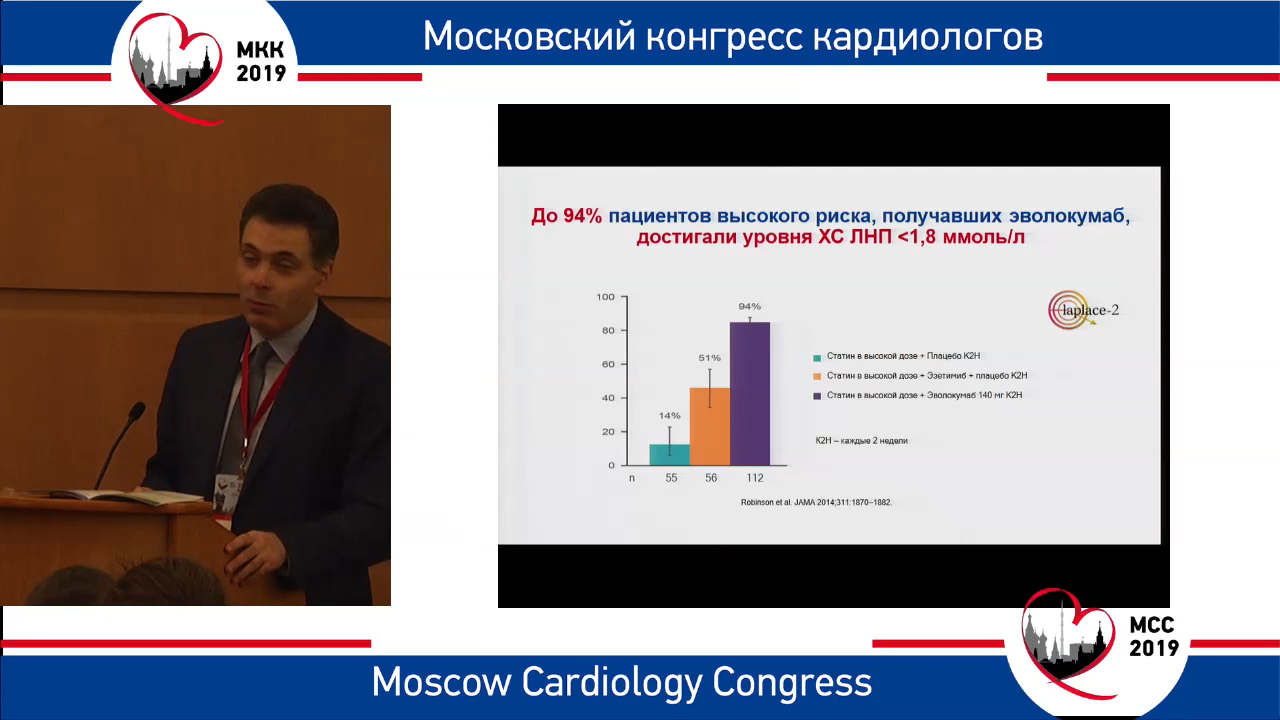 Московский конгресс кардиологов
МКК
2019
До 94% пациентов высокого риска, получавших эволокумаб,
достигали уровня ХС ЛНП <1,8 ммоль/л
laplace-2
100
80
60
40
20
0
14%
51%
94%
n 55 56 112
Статин в высокой дозе + Плацебо К2Н
Статин в высокой дозе + Эзетимиб + плацебо К2Н
Статин в высокой дозе + Эволокумаб 140 мг К2Н
К2Н – каждые 2 недели
Robinson et al. JAMA 2014;311:1870–1882.
MCC
2019
Moscow Cardiology Congress